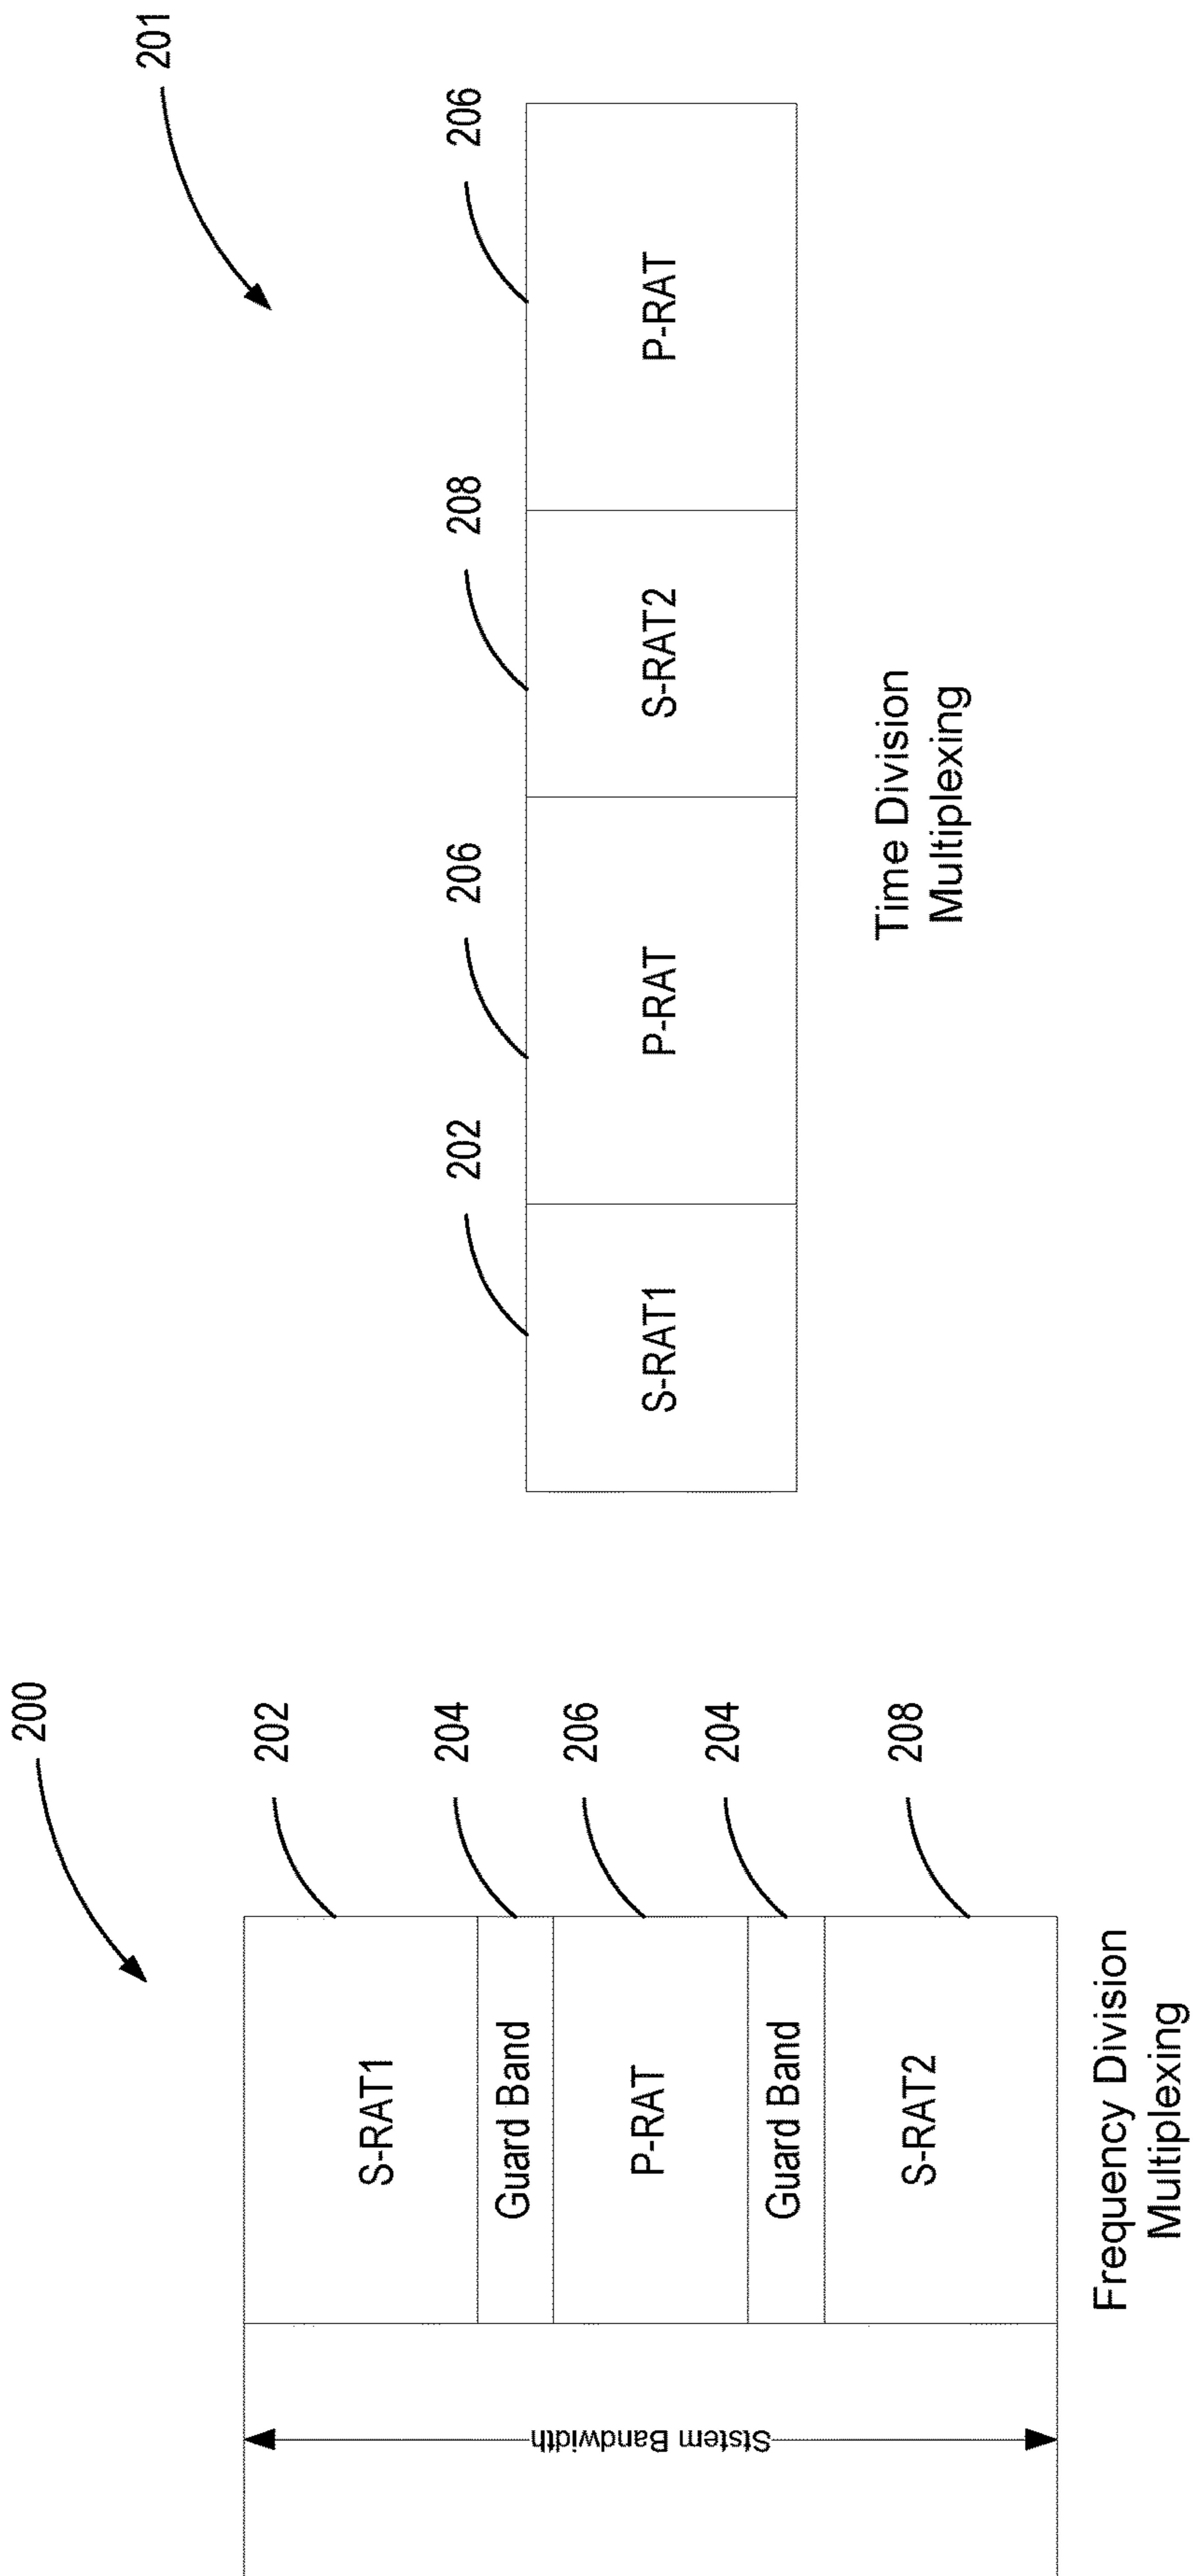 200
202
204
206
204
208
S-RAT1
Guard Band
P-RAT
Guard Band
S-RAT2
Ststem Bandwidth
Frequency Division
Multiplexing
201
202
206
208
206
S-RAT1
P-RAT
S-RAT2
P-RAT
Time Division
Multiplexing